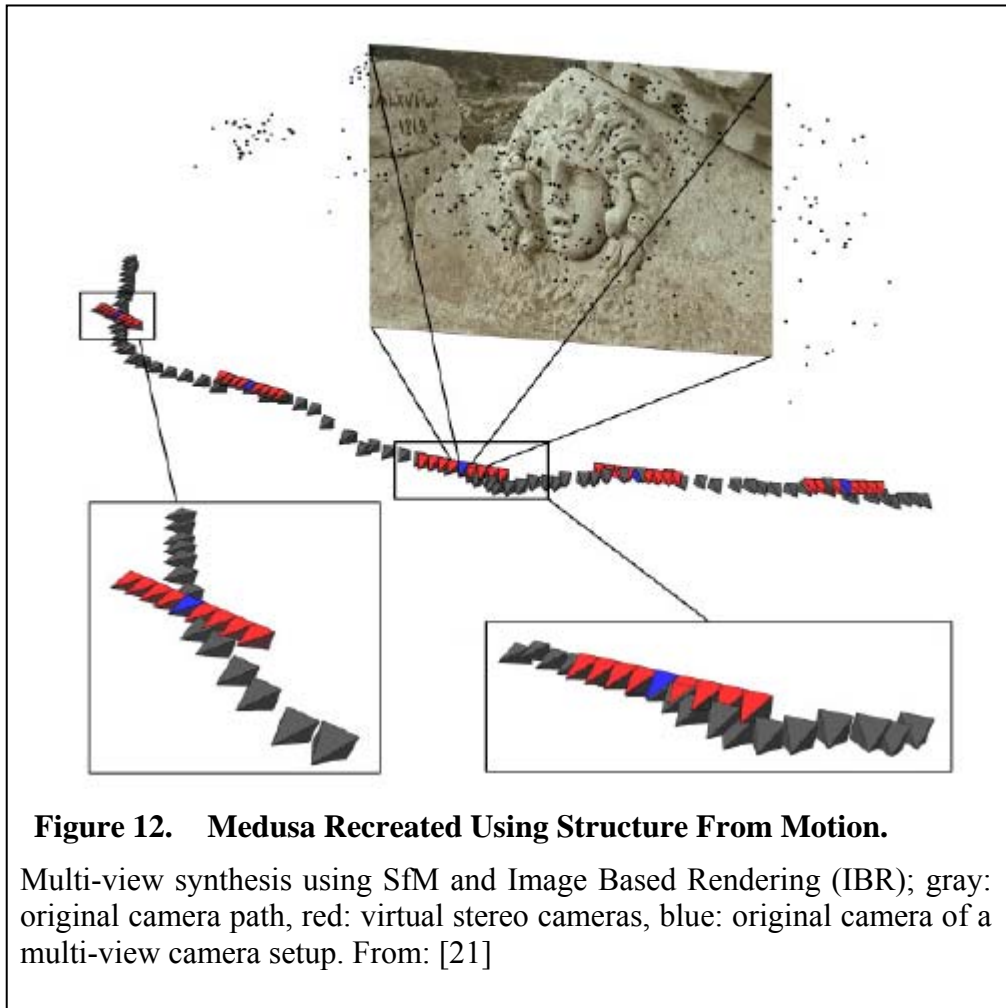 1819
Figure 12. Medusa Recreated Using Structure From Motion.
Multi-view synthesis using SfM and Image Based Rendering (IBR); gray:
original camera path, red: virtual stereo cameras, blue: original camera of a
multi-view camera setup. From: [21]